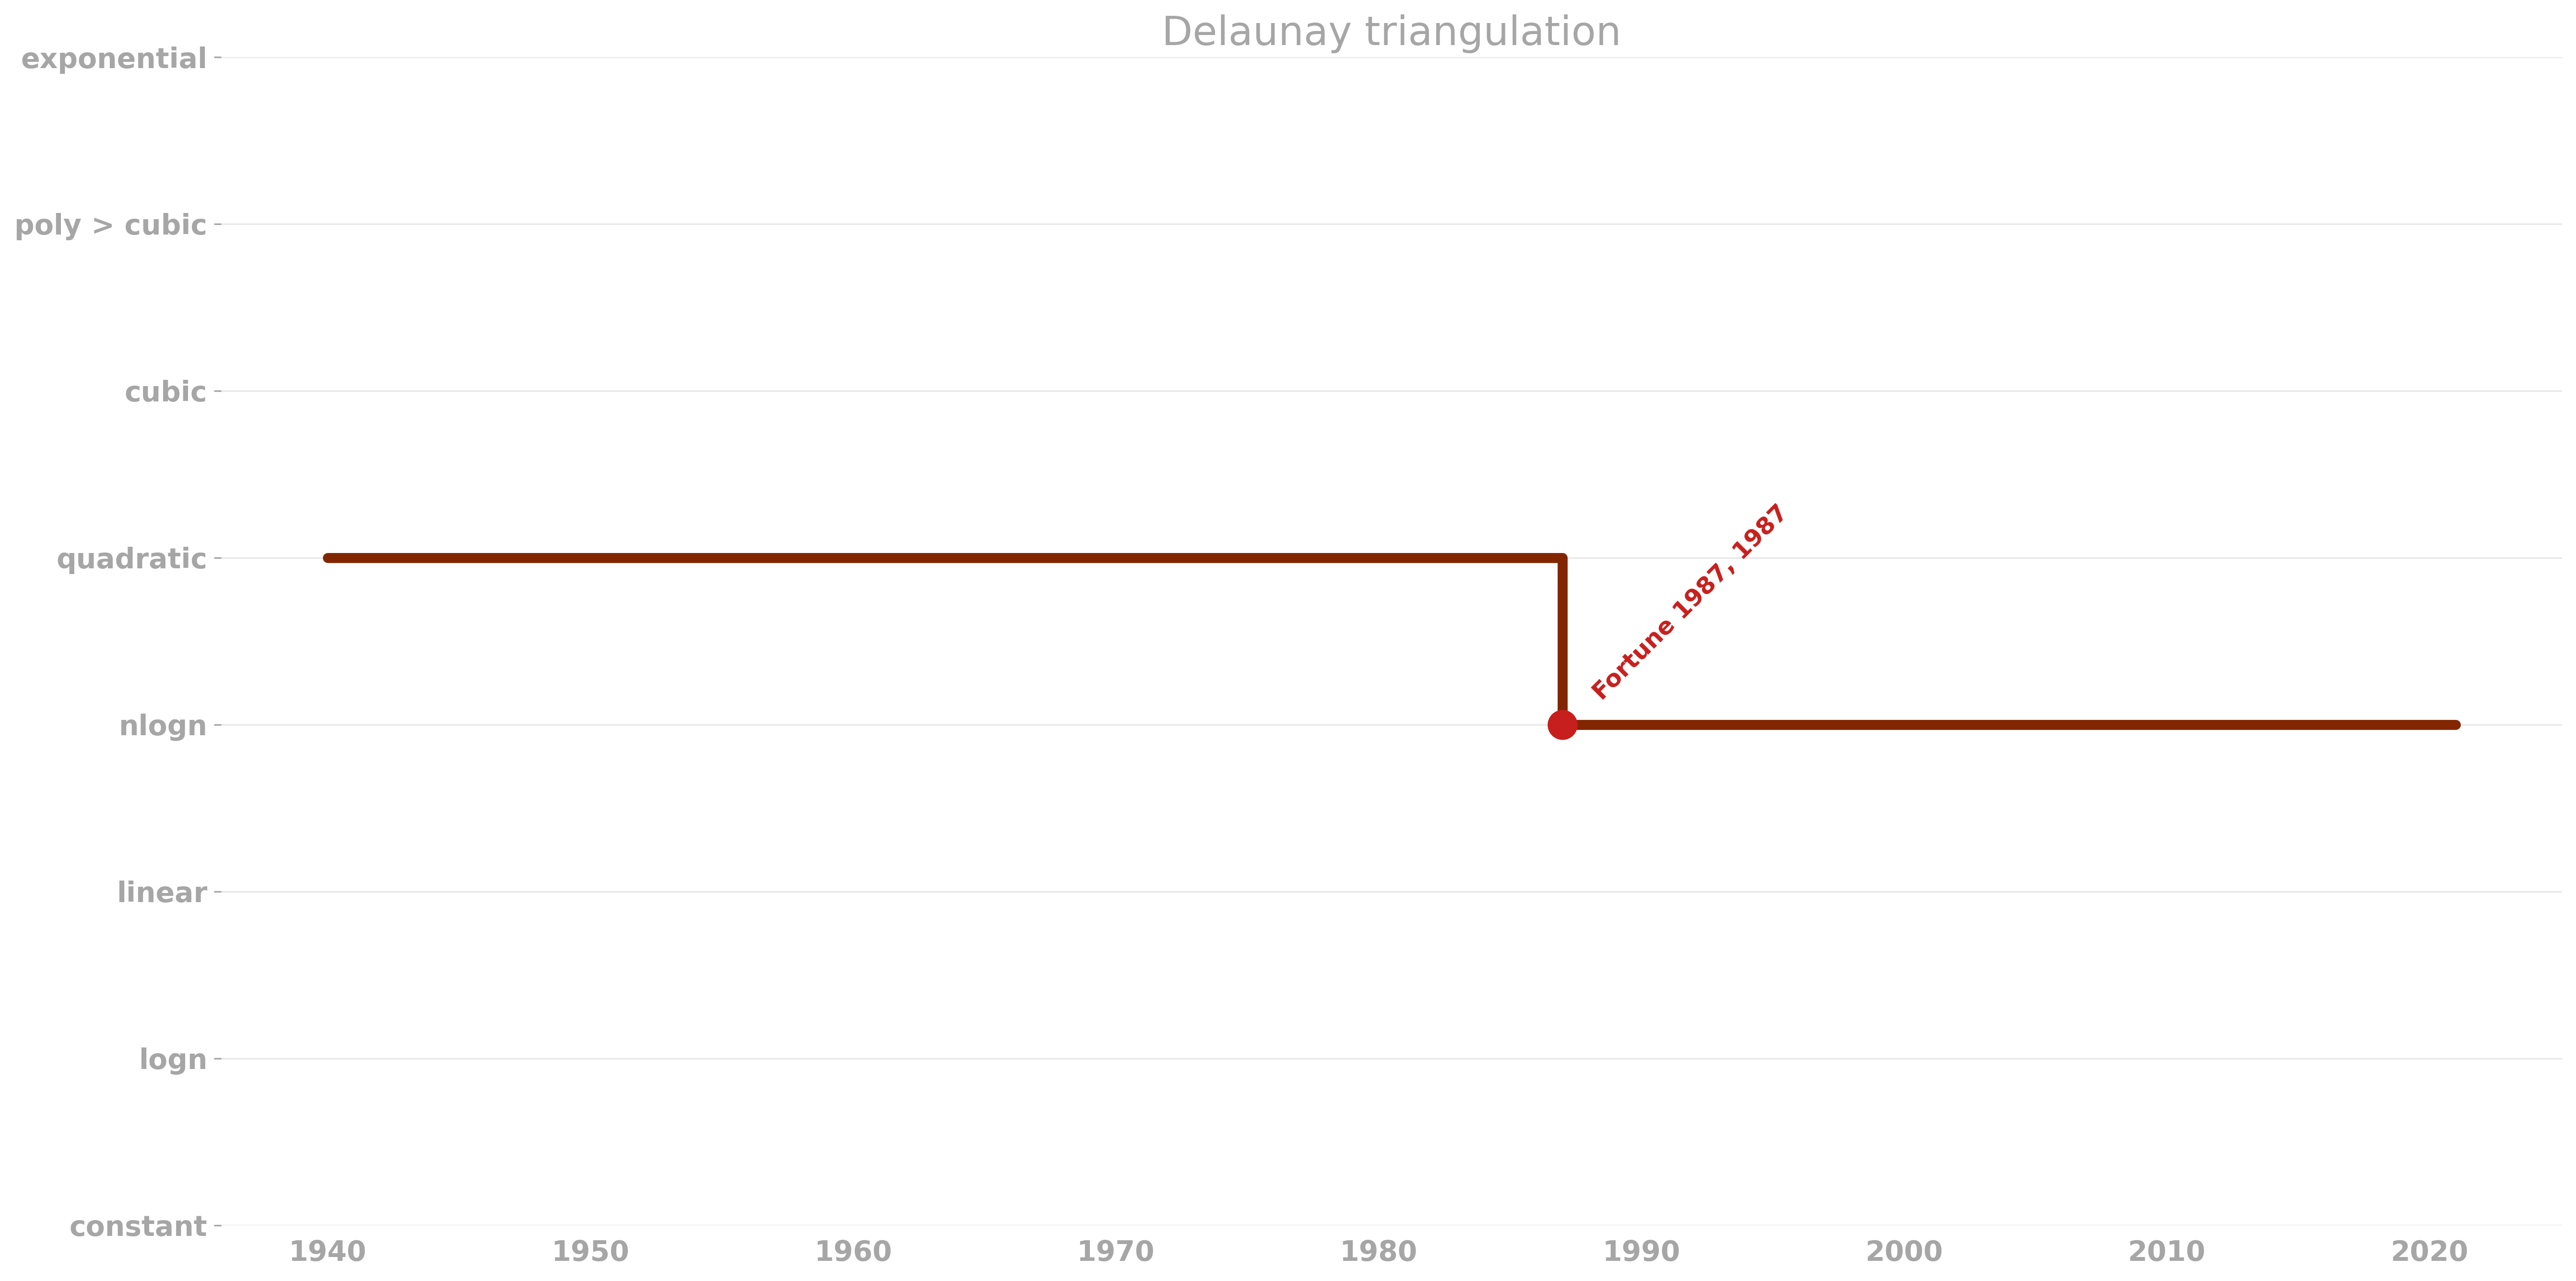 Delaunay triangulation
exponential
poly > cubic
cubic
quadratic
nlogn
linear
logn
constant
Fortune 1987, 1987
1940 1950 1960 1970 1980 1990 2000 2010 2020